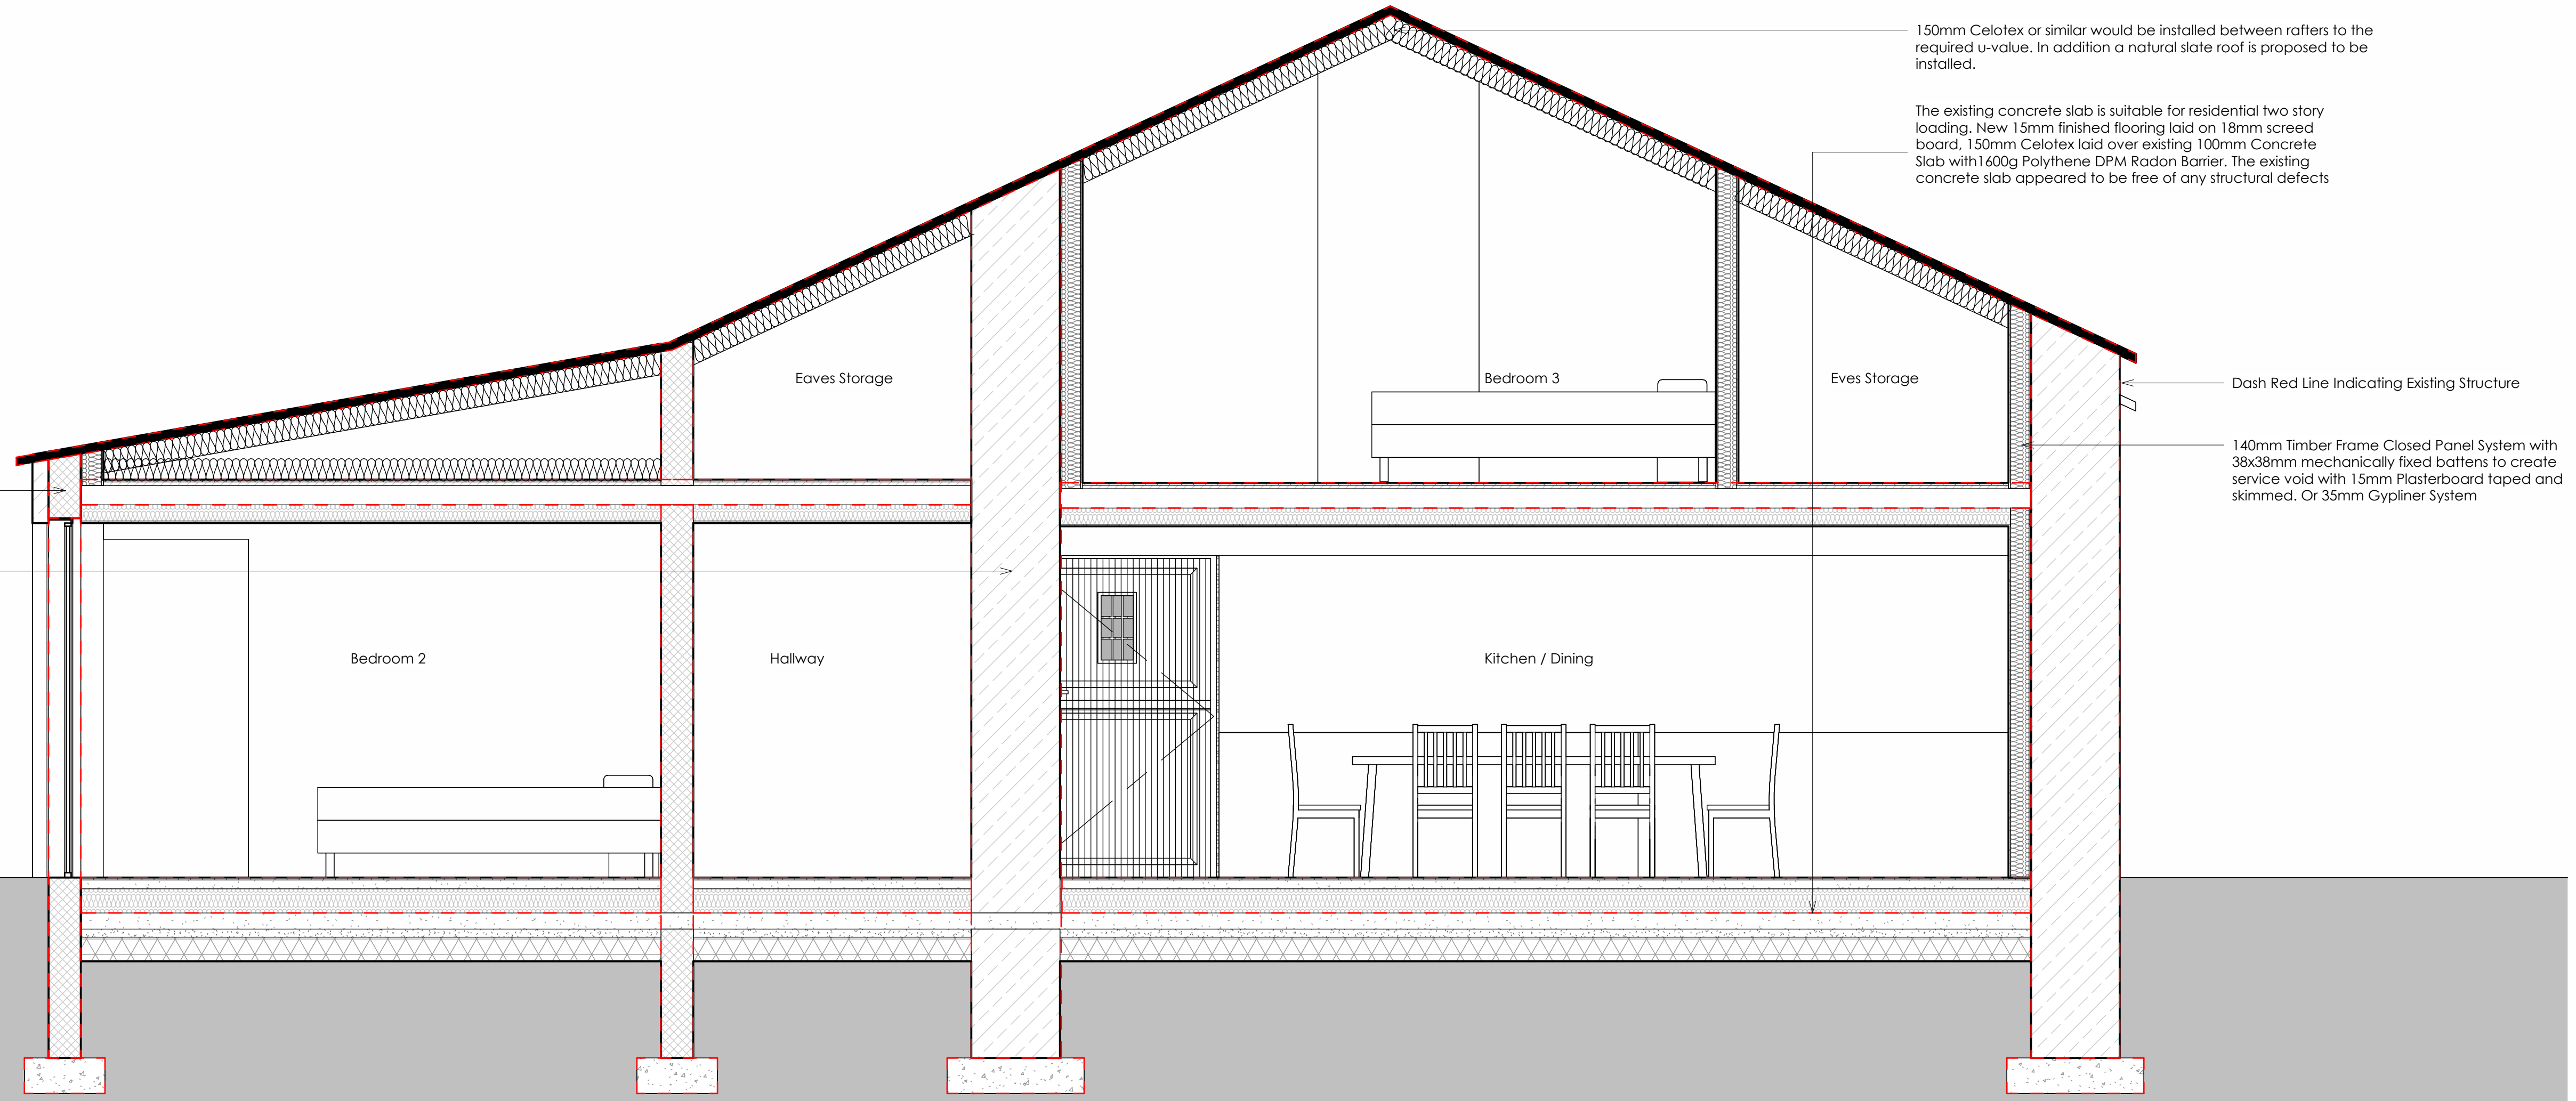 150mm Celotex or similar would be installed between rafters to the
required u-value. In addition a natural slate roof is proposed to be
installed.
The existing concrete slab is suitable for residential two story
loading. New 15mm finished flooring laid on 18mm screed
board, 150mm Celotex laid over existing 100mm Concrete
Slab with1600g Polythene DPM Radon Barrier. The existing
concrete slab appeared to be free of any structural defects
Eaves Storage
Bedroom 3
Eves Storage
Dash Red Line Indicating Existing Structure
140mm Timber Frame Closed Panel System with
38x38mm mechanically fixed battens to create
service void with 15mm Plasterboard taped and
skimmed. Or 35mm Gypliner System
Bedroom 2
Hallway
Kitchen / Dining